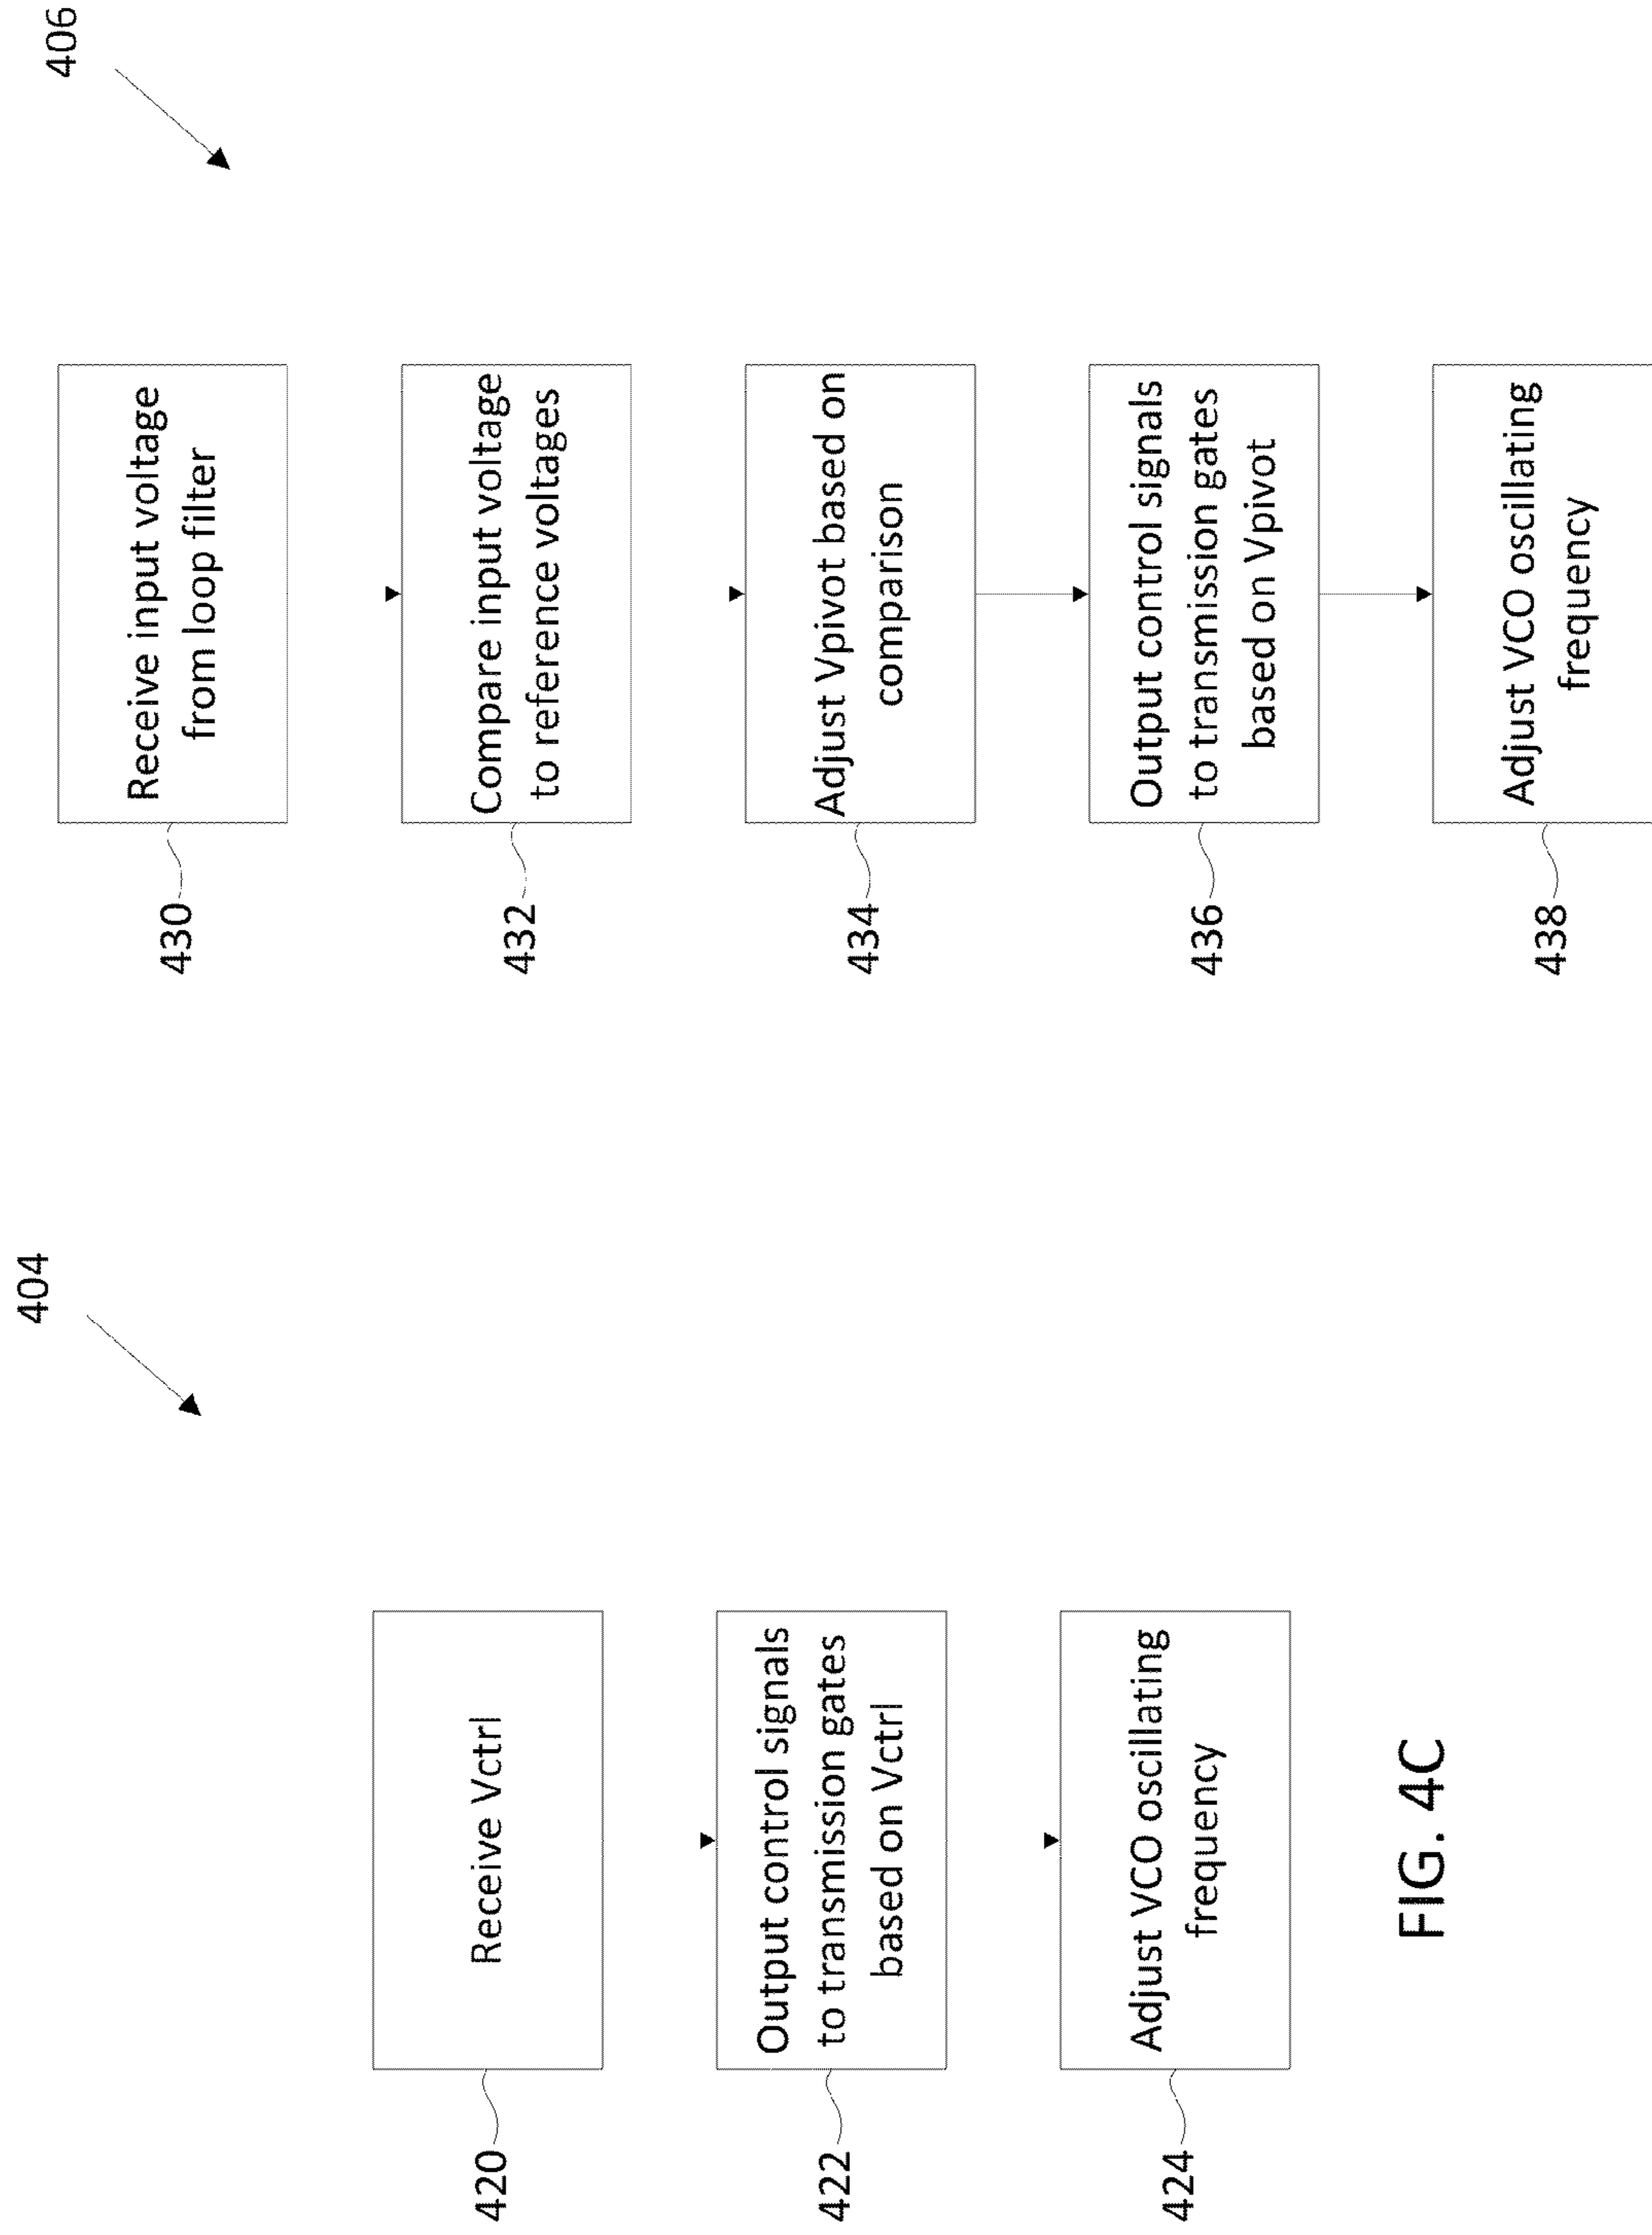 404
420
Receive Vctrl
422
Output control signals
to transmission gates
based on Vctrl
424
Adjust VCO oscillating
frequency
FIG. 4C
406
430
Receive input voltage
from loop filter
432
Compare input voltage
to reference voltages
434
Adjust Vpivot based on
comparison
436
Output control signals
to transmission gates
based on Vpivot
438
Adjust VCO oscillating
frequency